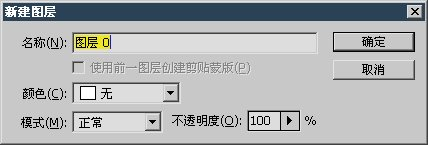 新建图层
名称(N): 图层 0
确定
使用前一图层创建剪贴蒙版(P)
取消
颜色(C): 无
模式(M): 正常 不透明度(O): 100 %